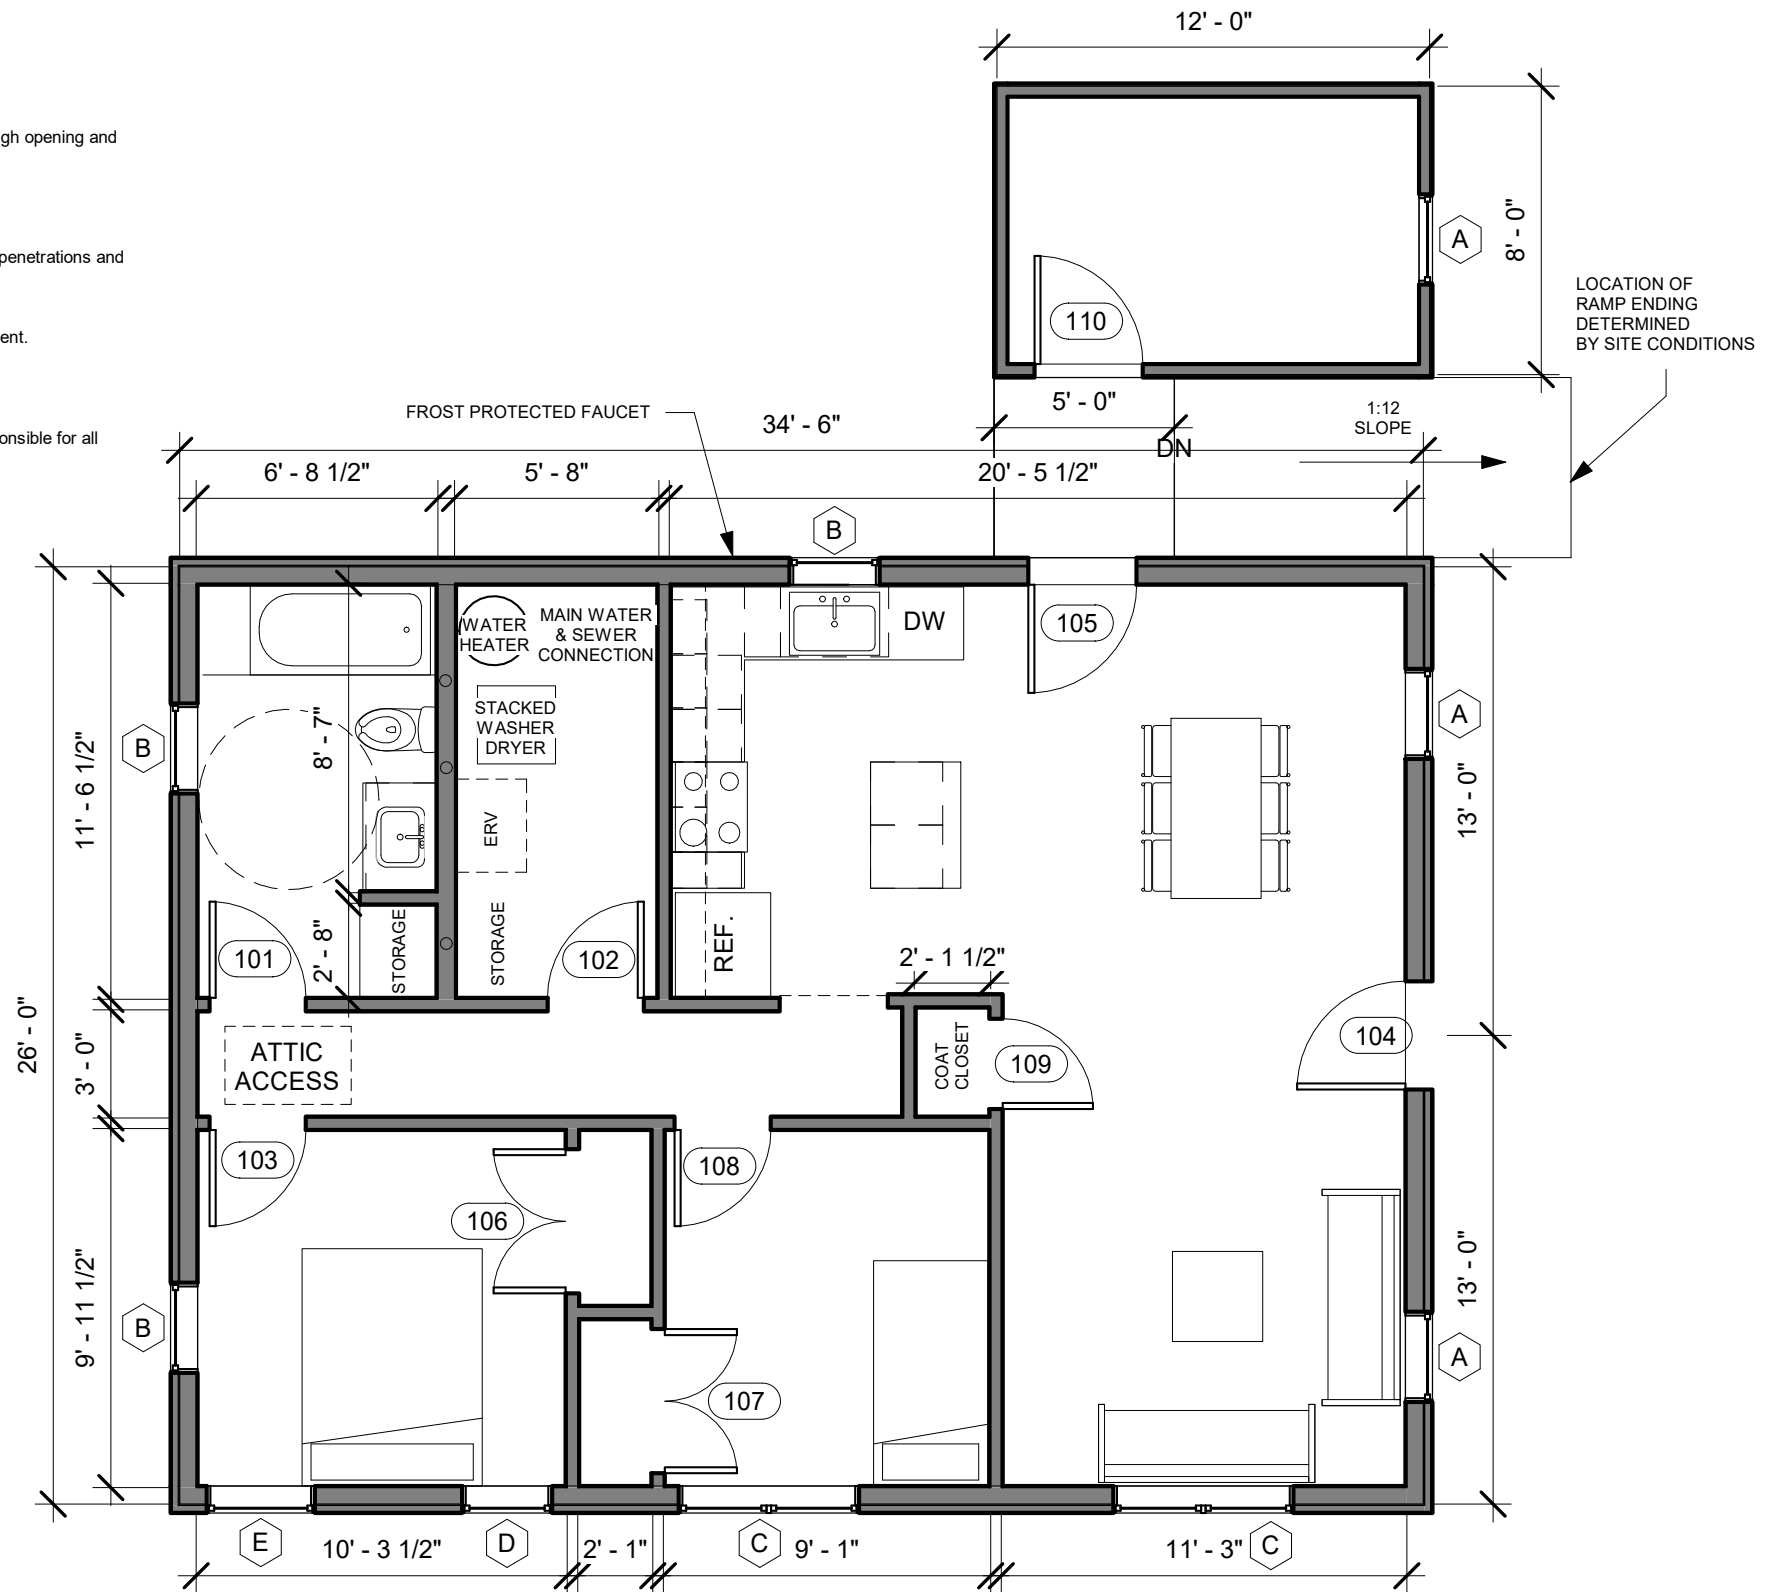 12' - 0"
gh opening and
8' - 0"
A
penetrations and
LOCATION OF
RAMP ENDING
DETERMINED
BY SITE CONDITIONS
110
ent.
5' - 0"
1:12
SLOPE
FROST PROTECTED FAUCET
34' - 6"
onsible for all
DN
6' - 8 1/2"
5' - 8"
20' - 5 1/2"
B
WATER
HEATER
MAIN WATER
& SEWER
CONNECTION
DW
105
STACKED
WASHER
DRYER
A
B
8' - 7"
11' - 6 1/2"
13' - 0"
ERV
STORAGE
STORAGE
2' - 8"
101
102
REF.
2' - 1 1/2"
26' - 0"
3' - 0"
ATTIC
ACCESS
COAT
CLOSET
109
104
103
108
106
9' - 11 1/2"
13' - 0"
B
A
107
E
10' - 3 1/2"
D
2' - 1"
C
9' - 1"
11' - 3"
C